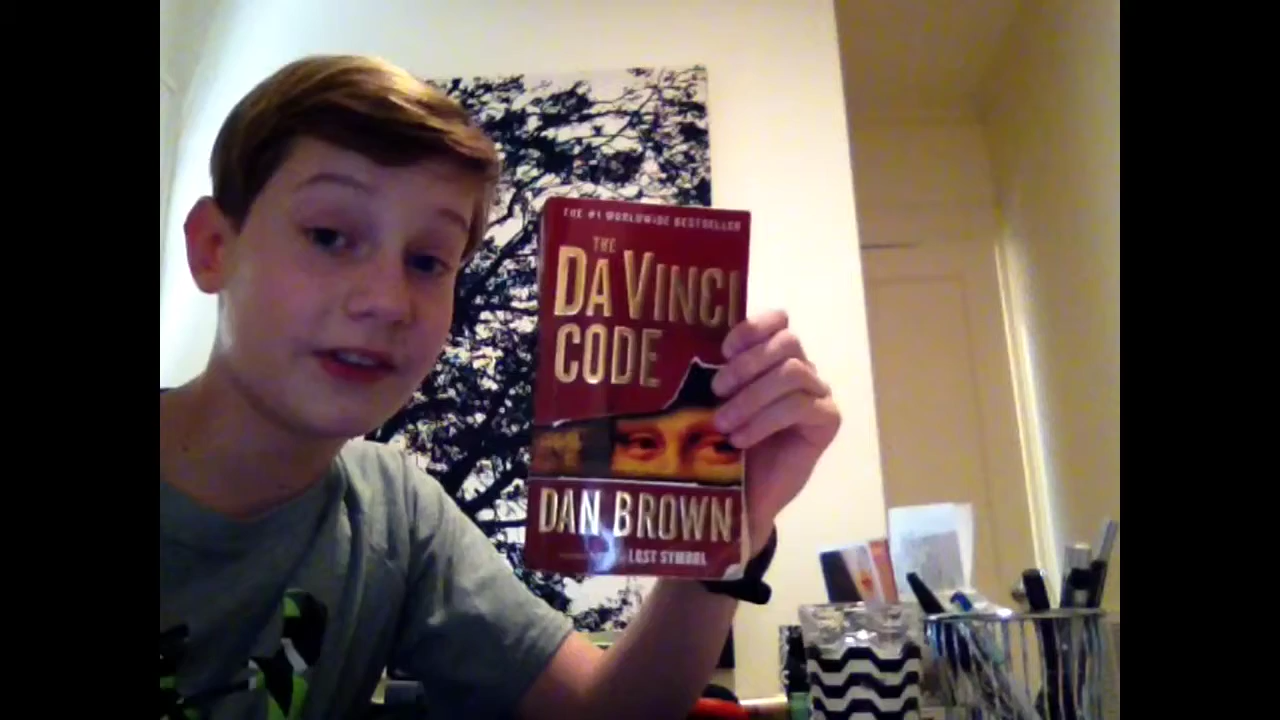 THE #1 WORLDWIDE BESTSELLER
THE
DA VINCI
CODE
DAN BROWN
LOST SYMBOL